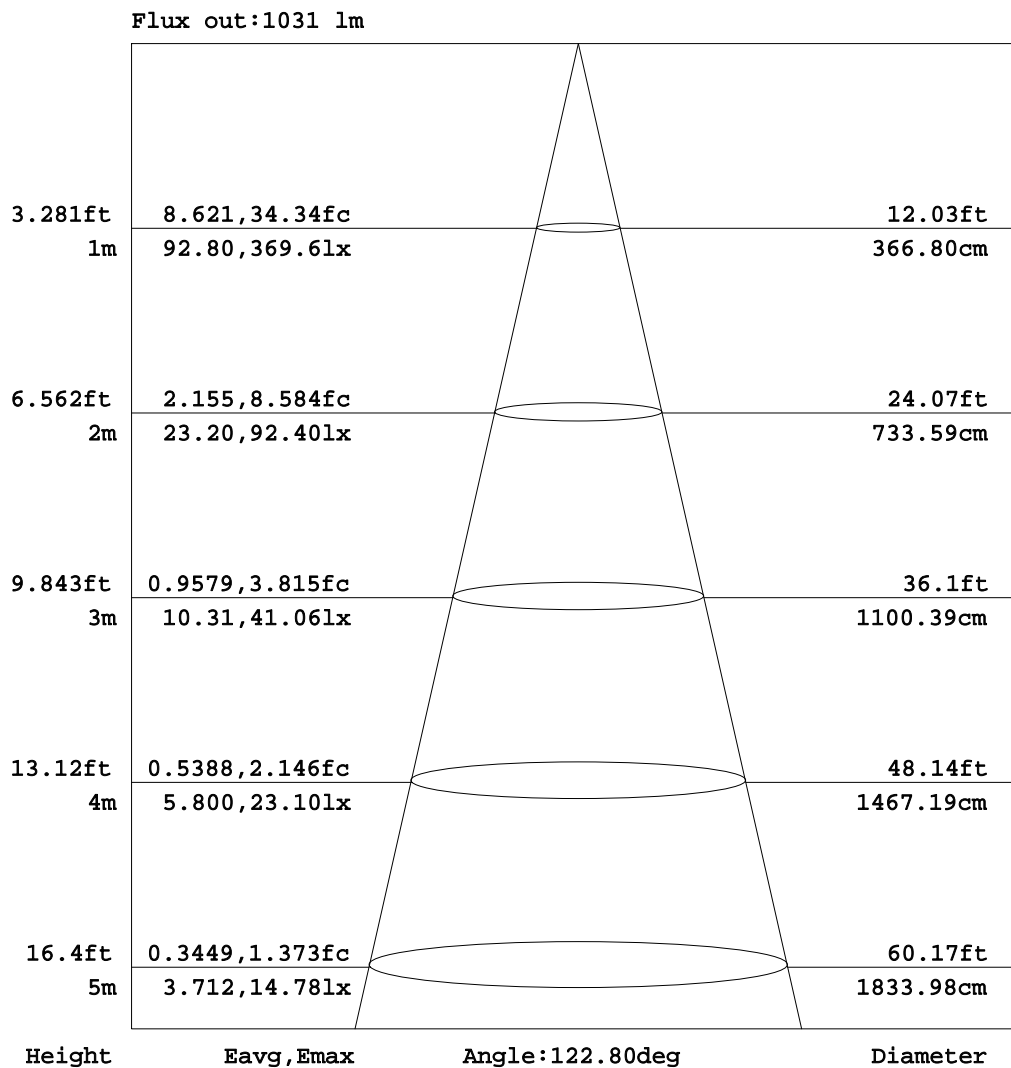 Flux out:1031 lm
3.281ft 8.621,34.34fc 12.03ft
1m 92.80,369.6lx 366.80cm
6.562ft 2.155,8.584fc 24.07ft
2m 23.20,92.40lx 733.59cm
9.843ft 0.9579,3.815fc 36.1ft
3m 10.31,41.06lx 1100.39cm
13.12ft 0.5388,2.146fc 48.14ft
4m 5.800,23.10lx 1467.19cm
16.4ft 0.3449,1.373fc 60.17ft
5m 3.712,14.78lx 1833.98cm
Height Eavg,Emax Angle:122.80deg Diameter